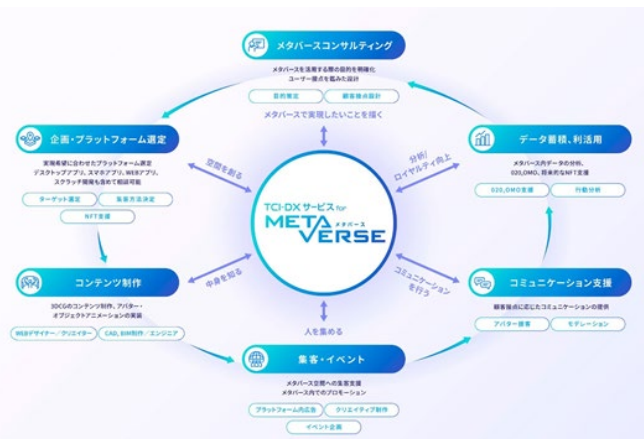 メタバースコンサルティング
メタバースを活用する際の目的を明確化
ユーザー接点を鑑みた設計
目的策定
顧客接点設計
メタバースで実現したいことを描く
企画・プラットフォーム選定
実現希望に合わせたプラットフォーム選定
デスクトップアプリ、スマホアプリ、WEBアプリ、
スクラッチ開発も含めて相談可能
ターゲット選定
集客方法決定
NFT支援
空間を創る
分析/
ロイヤルティ向上
データ蓄積、利活用
メタバース内データの分析、
O2O,OMO、将来的なNFT支援
O2O,OMO支援
行動分析
TCI-DX サービス for
メタバース
META
VERSE
コンテンツ制作
3DCGのコンテンツ制作、アバター・
オブジェクトアニメーションの実装
WEBデザイナー/クリエイター
CAD, BIM制作/エンジニア
中身を知る
コミュニケーション
を行う
コミュニケーション支援
顧客接点に応じたコミュニケーションの提供
アバター接客
モデレーション
人を集める
集客・イベント
メタバース空間への集客支援
メタバース内でのプロモーション
プラットフォーム内広告
クリエイティブ制作
イベント企画